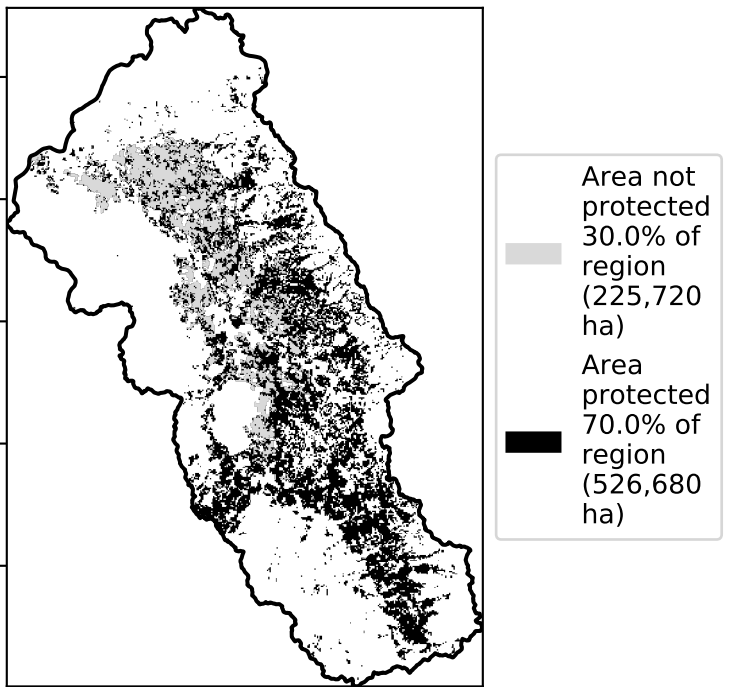 Area not
protected
30.0% of
region
(225,720
ha)
Area
protected
70.0% of
region
(526,680
ha)